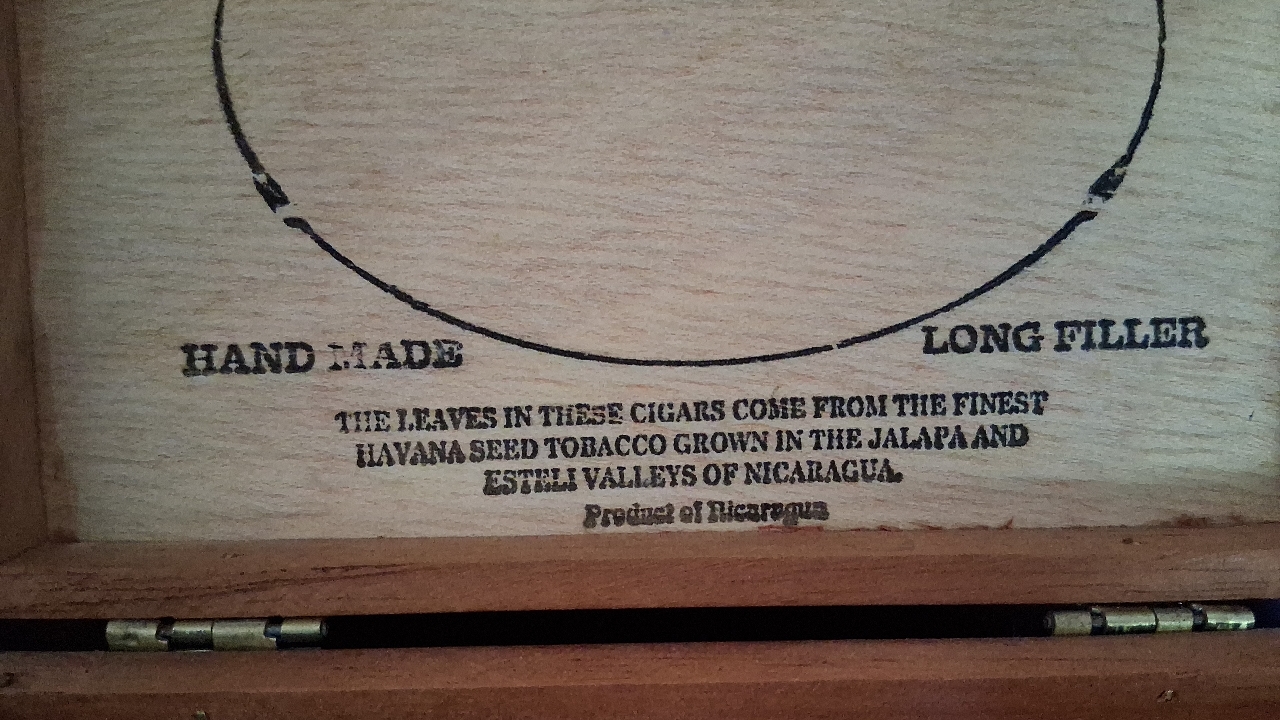 HAND MADE
LONG FILLER
THE LEAVES IN THESE CIGARS COME FROM THE FINEST
HAVANA SEED TOBACCO GROWN IN THE JALAPA AND
ESTELI VALLEYS OF NICARAGUA.
Product of Nicaragua